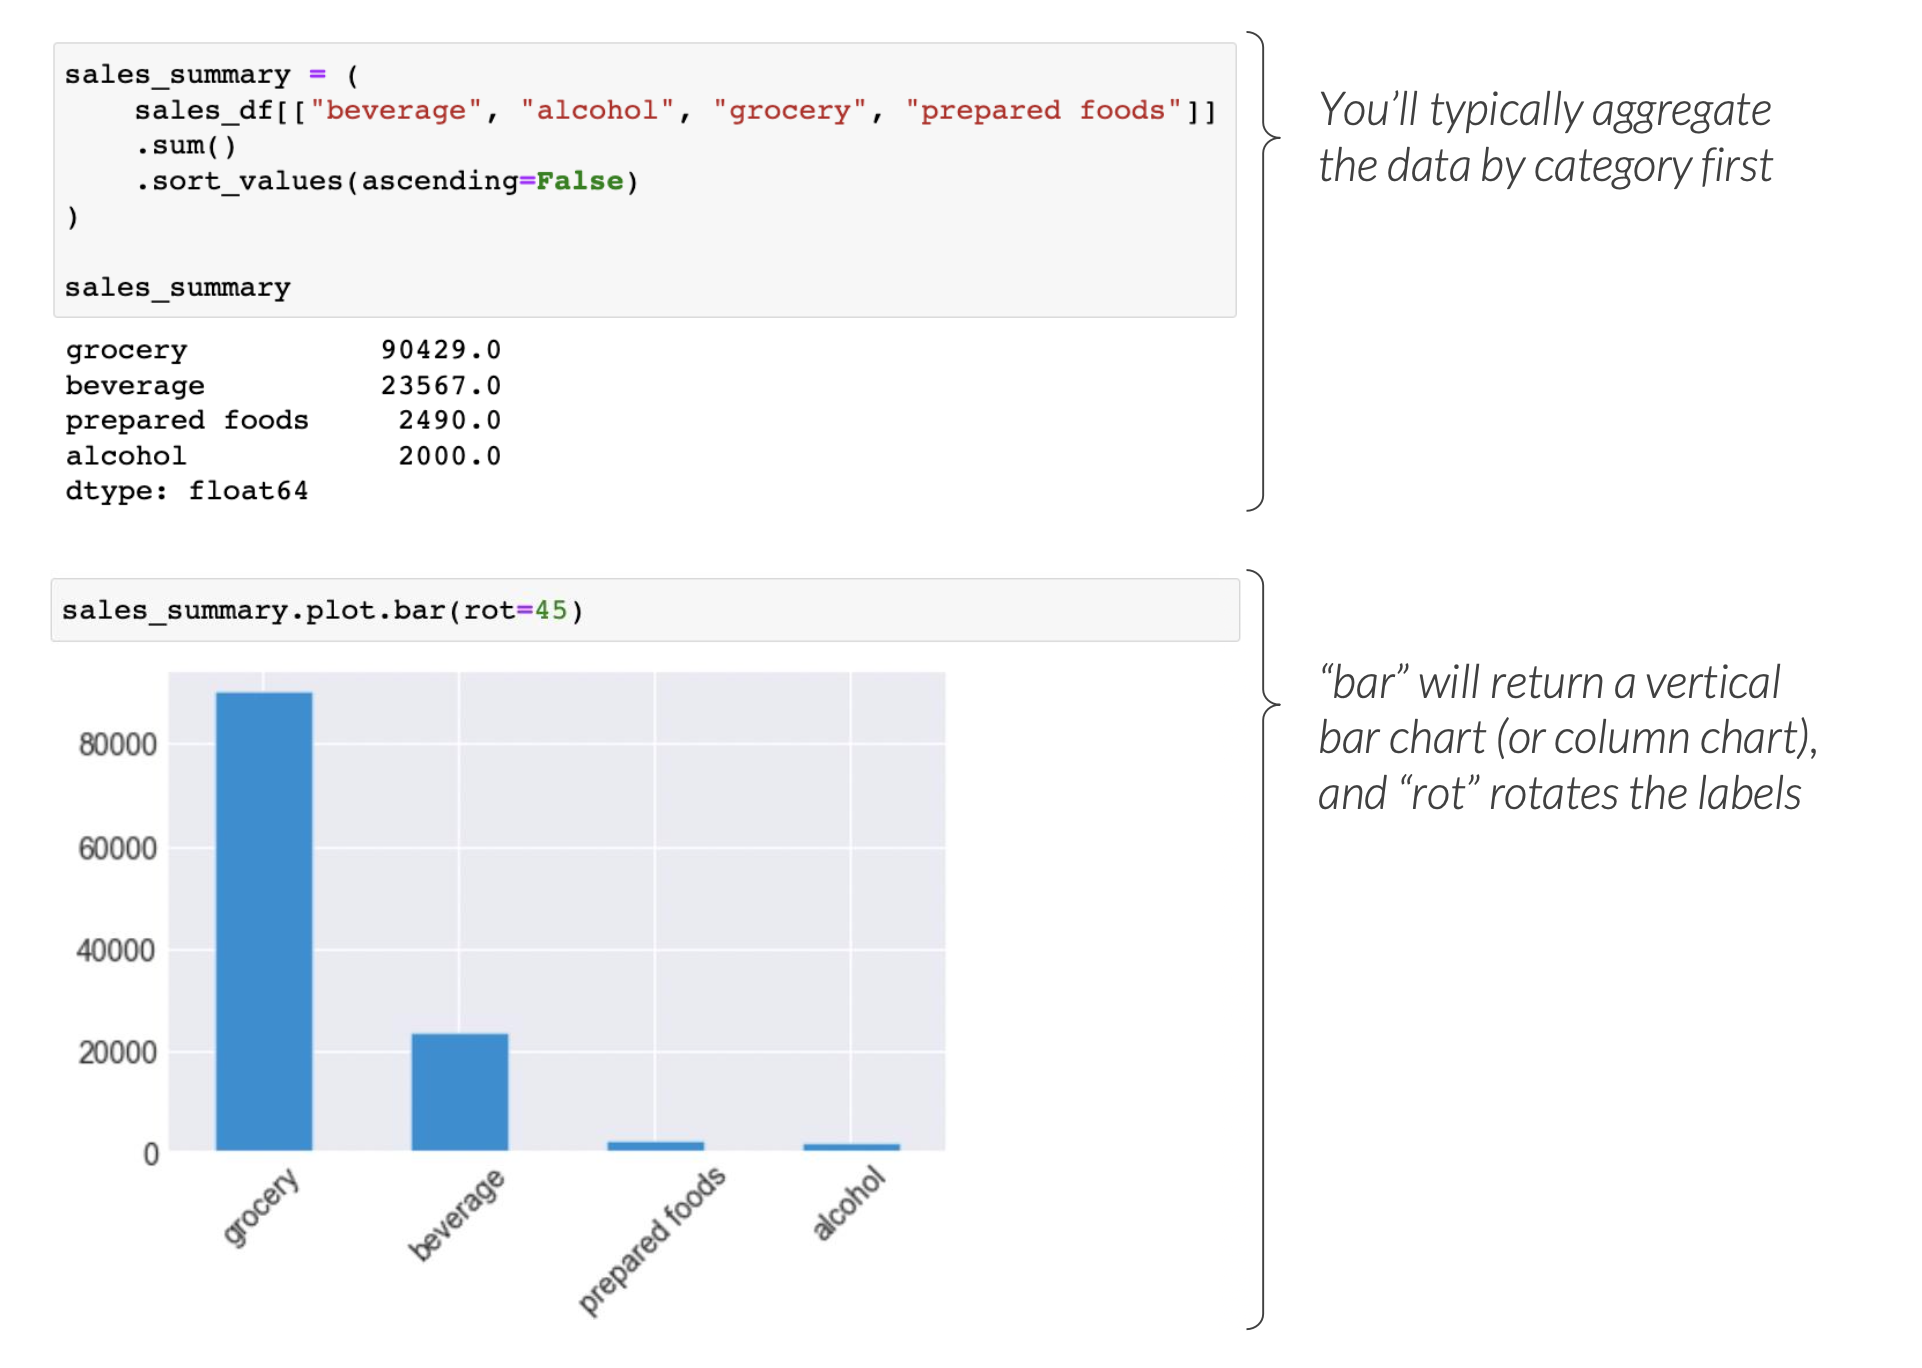 sales_summary = (
    sales_df[["beverage", "alcohol", "grocery", "prepared foods"]]
    .sum()
    .sort_values(ascending=False)
)
sales_summary
grocery           90429.0
beverage          23567.0
prepared foods     2490.0
alcohol            2000.0
dtype: float64
You’ll typically aggregate
the data by category first
sales_summary.plot.bar(rot=45)
80000
60000
40000
20000
0
grocery
beverage
prepared foods
alcohol
“bar” will return a vertical
bar chart (or column chart),
and “rot” rotates the labels